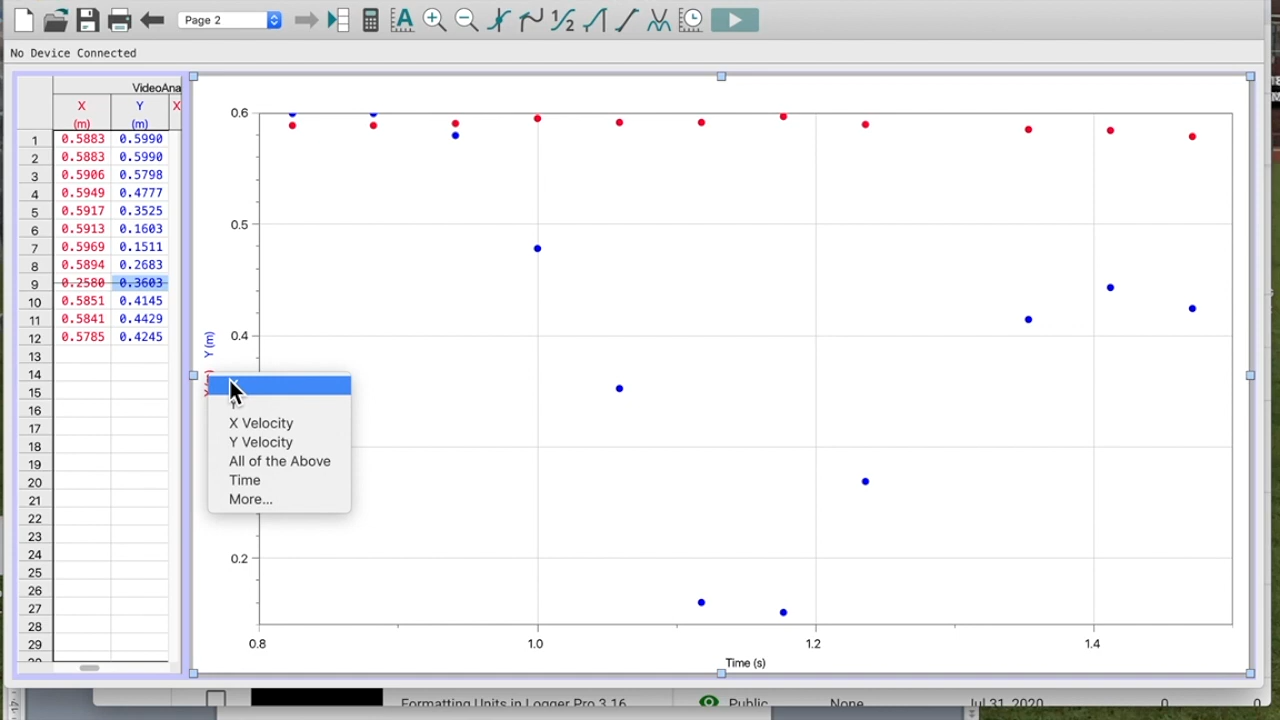 Page 2
No Device Connected
VideoAna
X Y X
(m) (m)
1 0.5883 0.5990
2 0.5883 0.5990
3 0.5906 0.5798
4 0.5949 0.4777
5 0.5917 0.3525
6 0.5913 0.1603
7 0.5969 0.1511
8 0.5894 0.2683
9 0.2580 0.3603
10 0.5851 0.4145
11 0.5841 0.4429
12 0.5785 0.4245
13
14
15
16
17
18
19
20
21
22
23
24
25
26
27
28
29
0.6
0.5
0.4
0.2
Y (m)
X Velocity
Y Velocity
All of the Above
Time
More...
0.8 1.0 1.2 1.4
Time (s)
Formatting Units in Logger Pro 3.16 Public None Jul 31, 2020 0 0